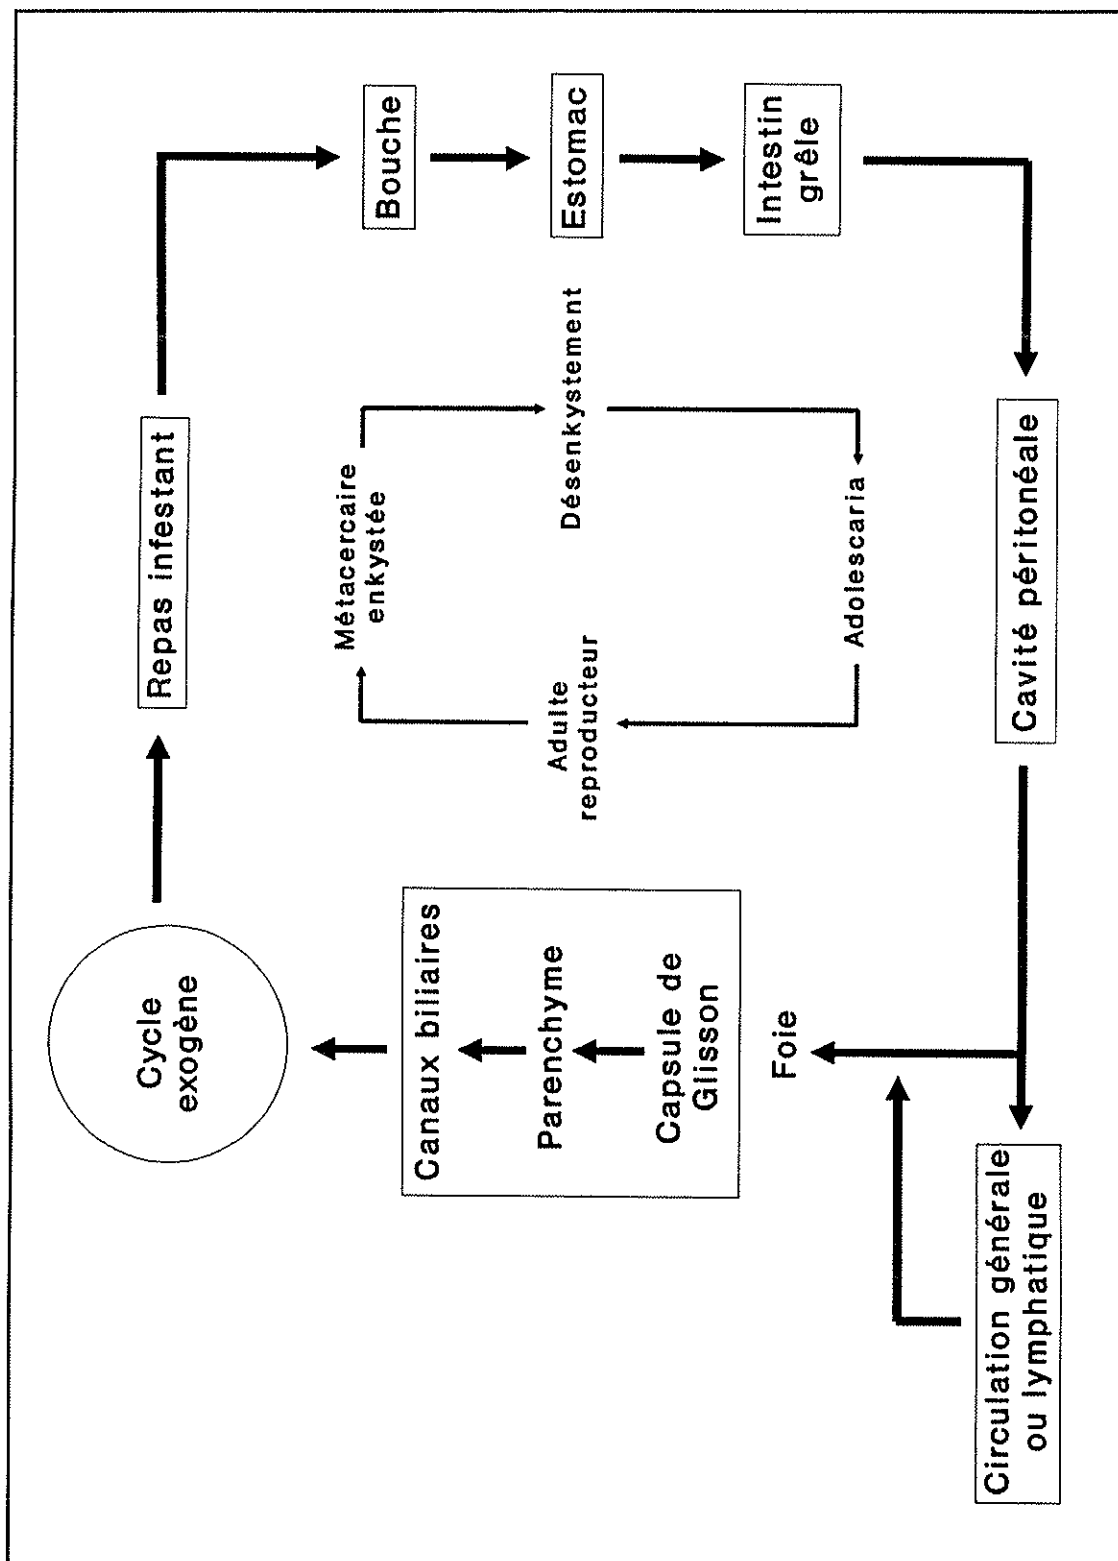 Cycle
exogène
Repas infestant
Bouche
Estomac
Intestin
grêle
Cavité péritonéale
Circulation générale
ou lymphatique
Foie
Capsule de
Glisson
Parenchyme
Canaux biliaires
Métacercaire
enkystée
Désenkystement
Adolescaria
Adulte
reproducteur